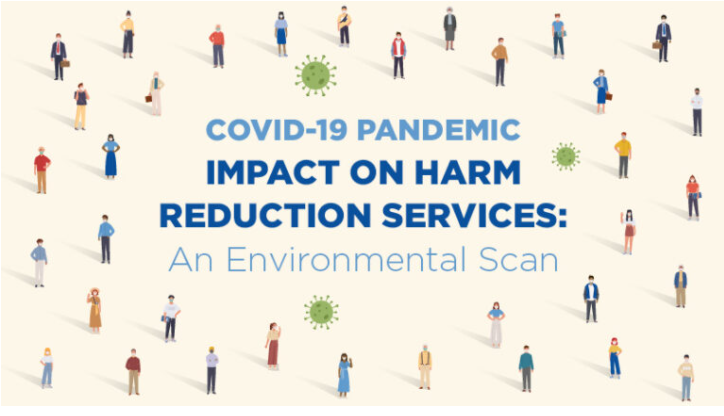 COVID-19 PANDEMIC
IMPACT ON HARM
REDUCTION SERVICES:
An Environmental Scan